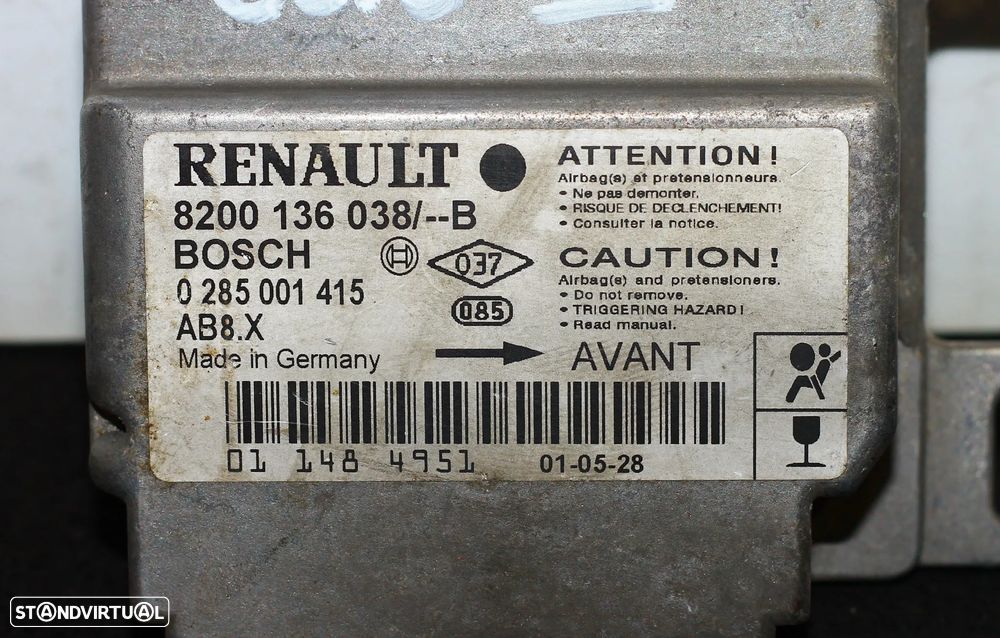 RENAULT
8200 136 038/--B
BOSCH
0 285 001 415
AB8.X
Made in Germany
037
085
ATTENTION !
Airbag(s) et pretensionneurs.
• Ne pas demonter.
• RISQUE DE DECLENCHEMENT!
• Consulter la notice.
CAUTION !
Airbag(s) and pretensioners.
• Do not remove.
• TRIGGERING HAZARD!
• Read manual.
AVANT
01 148 4951
01-05-28
STANDVIRTUAL